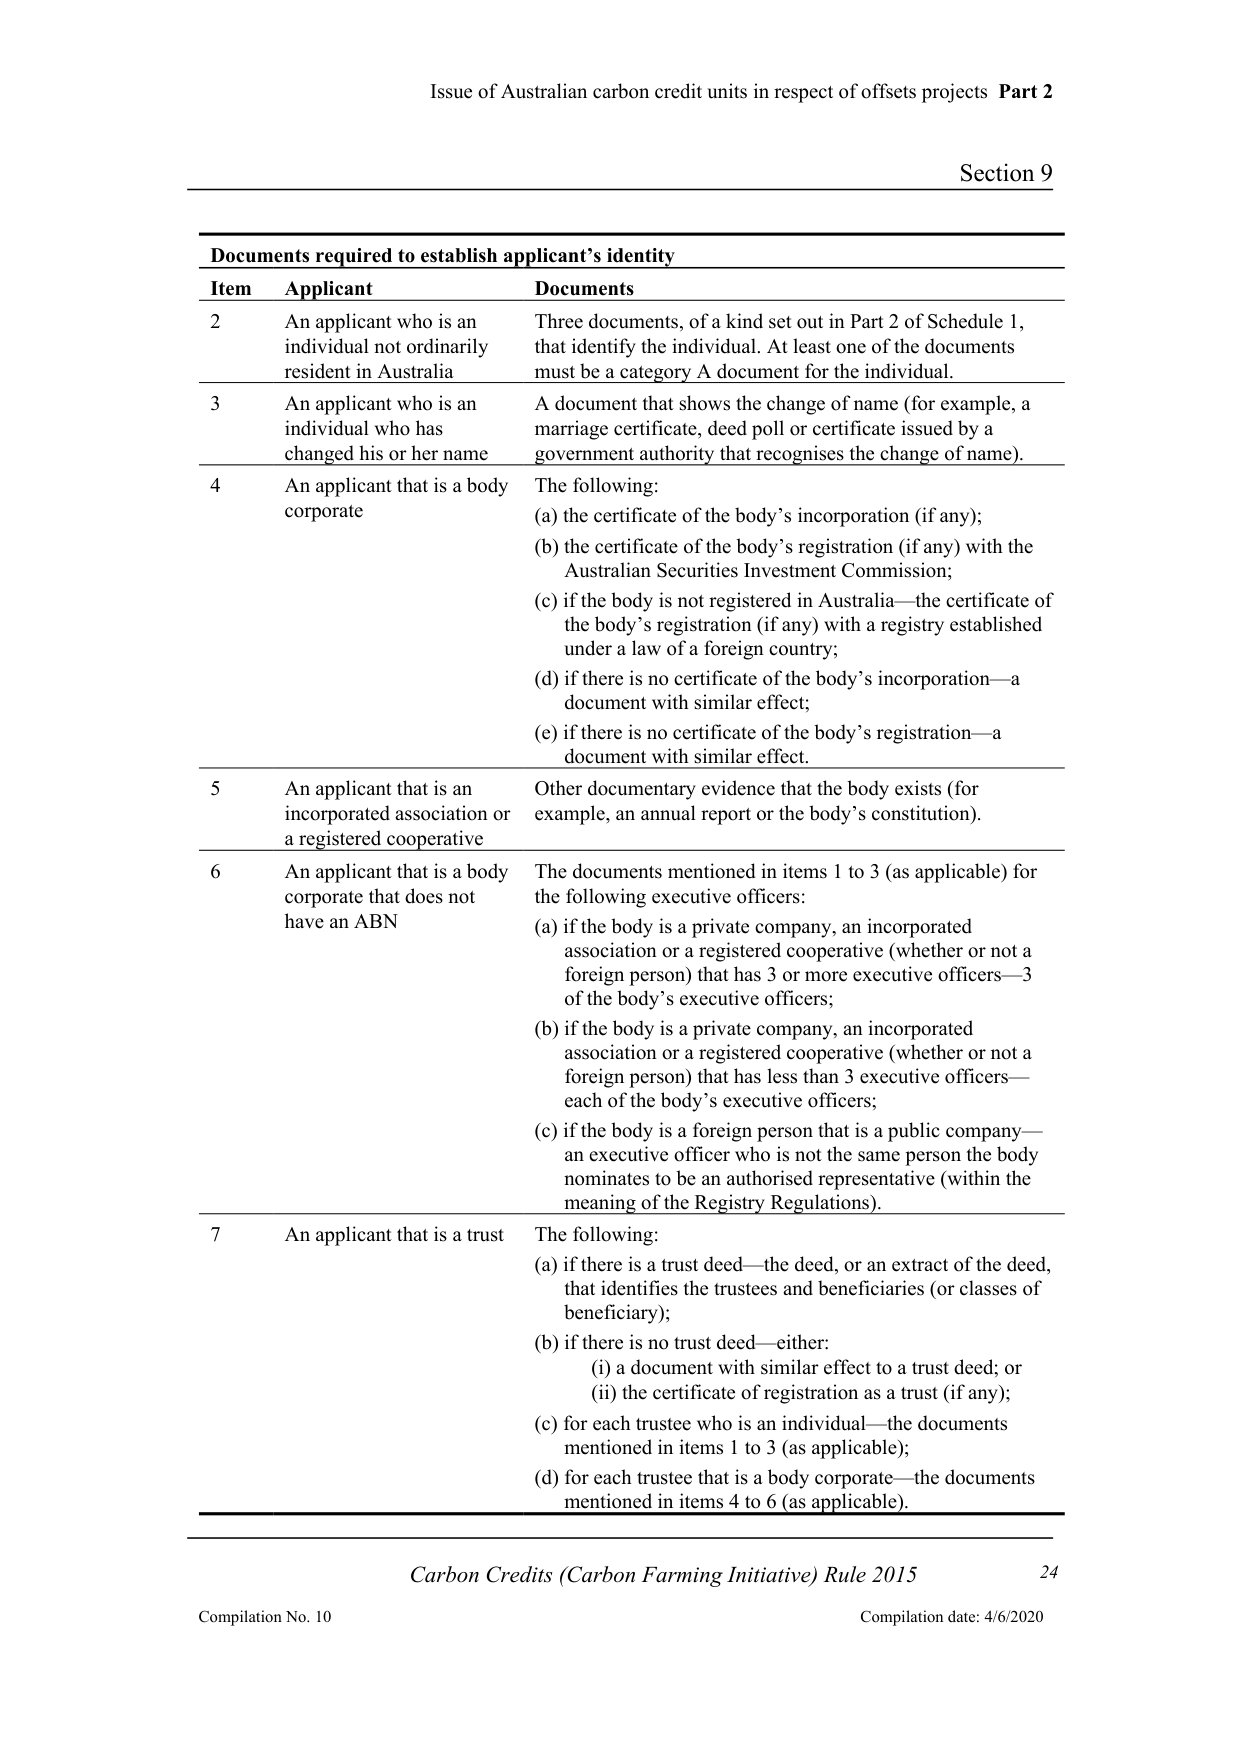 Issue of Australian carbon credit units in respect of offsets projects Part 2
Section 9
Documents required to establish applicant’s identity
Item Applicant Documents
2 An applicant who is an individual not ordinarily resident in Australia
Three documents, of a kind set out in Part 2 of Schedule 1,
that identify the individual. At least one of the documents
must be a category A document for the individual.
3 An applicant who is an individual who has changed his or her name
A document that shows the change of name (for example, a
marriage certificate, deed poll or certificate issued by a
government authority that recognises the change of name).
4 An applicant that is a body corporate
The following:
(a) the certificate of the body’s incorporation (if any);
(b) the certificate of the body’s registration (if any) with the
Australian Securities Investment Commission;
(c) if the body is not registered in Australia—the certificate of
the body’s registration (if any) with a registry established
under a law of a foreign country;
(d) if there is no certificate of the body’s incorporation—a
document with similar effect;
(e) if there is no certificate of the body’s registration—a
document with similar effect.
5 An applicant that is an incorporated association or a registered cooperative
Other documentary evidence that the body exists (for
example, an annual report or the body’s constitution).
6 An applicant that is a body corporate that does not have an ABN
The documents mentioned in items 1 to 3 (as applicable) for
the following executive officers:
(a) if the body is a private company, an incorporated
association or a registered cooperative (whether or not a
foreign person) that has 3 or more executive officers—3
of the body’s executive officers;
(b) if the body is a private company, an incorporated
association or a registered cooperative (whether or not a
foreign person) that has less than 3 executive officers—
each of the body’s executive officers;
(c) if the body is a foreign person that is a public company—
an executive officer who is not the same person the body
nominates to be an authorised representative (within the
meaning of the Registry Regulations).
7 An applicant that is a trust
The following:
(a) if there is a trust deed—the deed, or an extract of the deed,
that identifies the trustees and beneficiaries (or classes of
beneficiary);
(b) if there is no trust deed—either:
(i) a document with similar effect to a trust deed; or
(ii) the certificate of registration as a trust (if any);
(c) for each trustee who is an individual—the documents
mentioned in items 1 to 3 (as applicable);
(d) for each trustee that is a body corporate—the documents
mentioned in items 4 to 6 (as applicable).
Carbon Credits (Carbon Farming Initiative) Rule 2015 24
Compilation No. 10 Compilation date: 4/6/2020